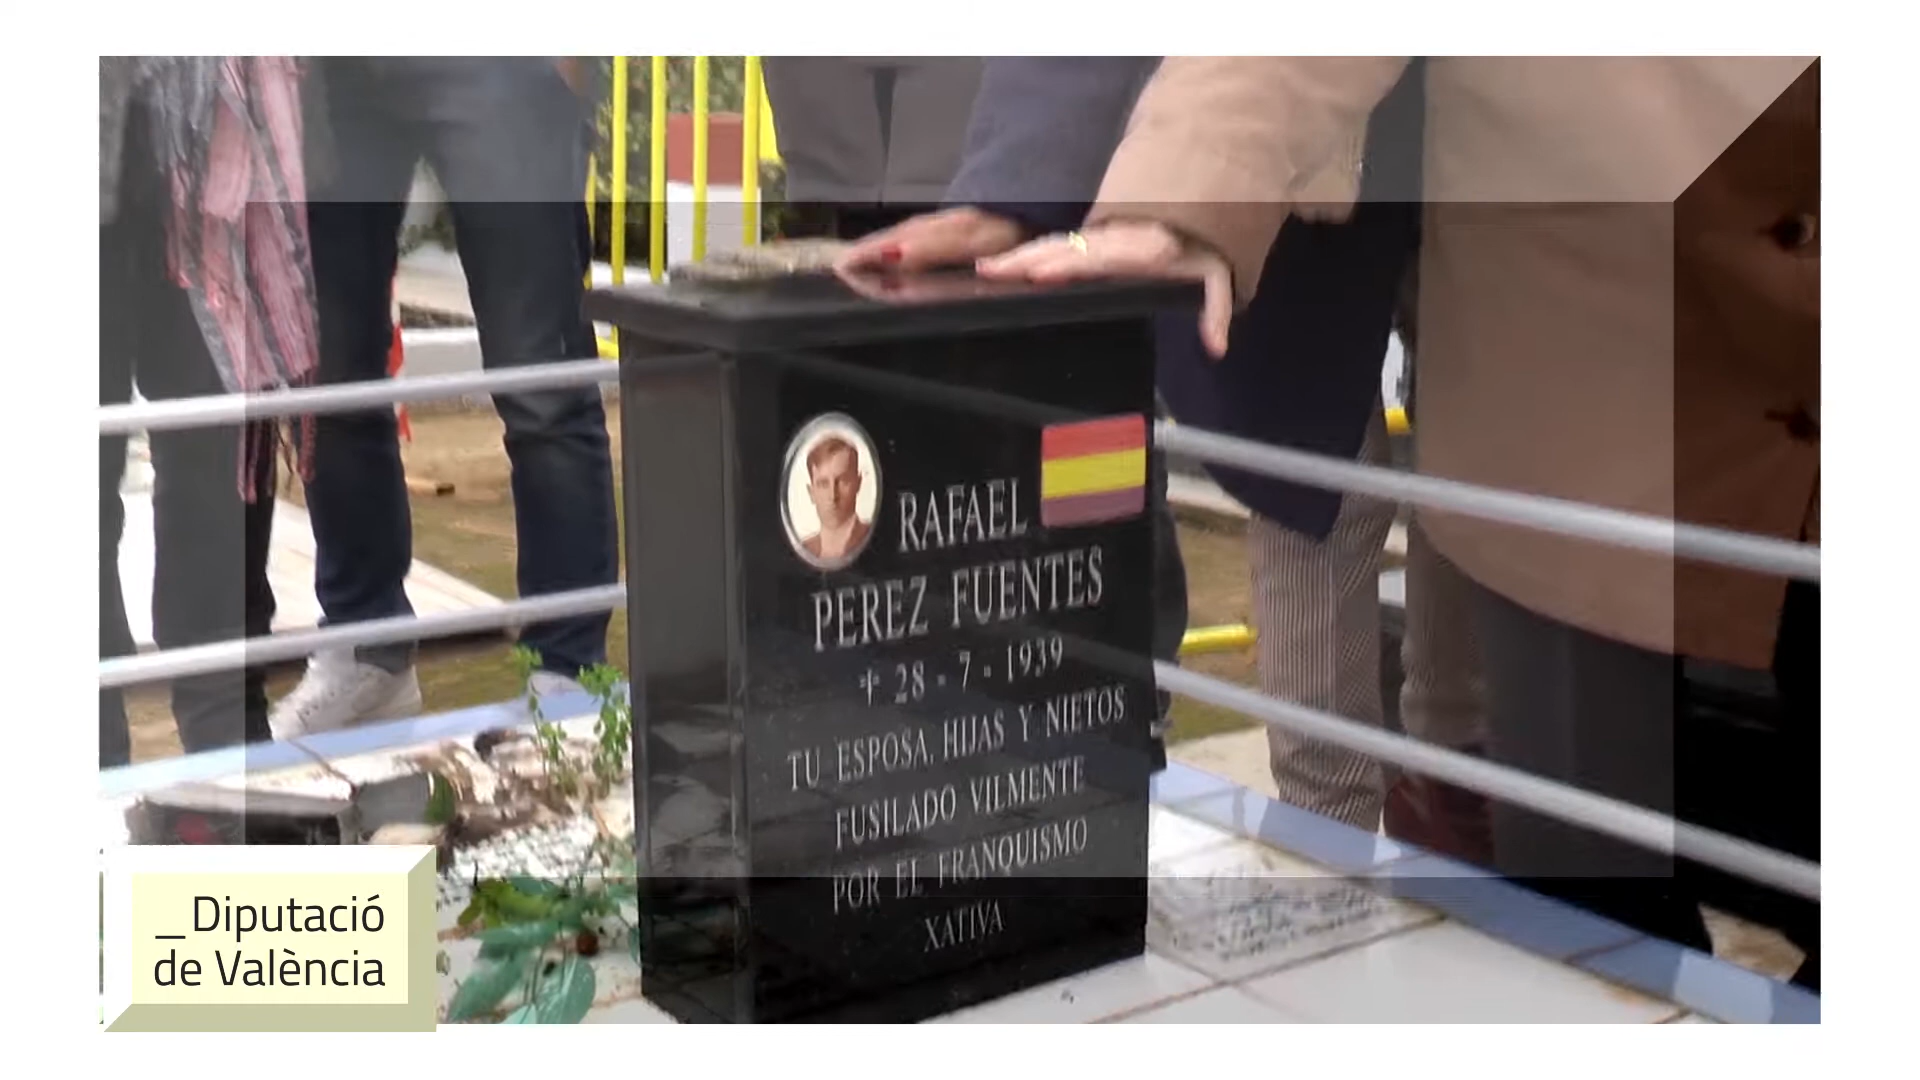 RAFAEL
PEREZ FUENTES
✝ 28 - 7 - 1939
TU ESPOSA, HIJAS Y NIETOS
FUSILADO VILMENTE
POR EL FRANQUISMO
XATIVA
_Diputació
de València